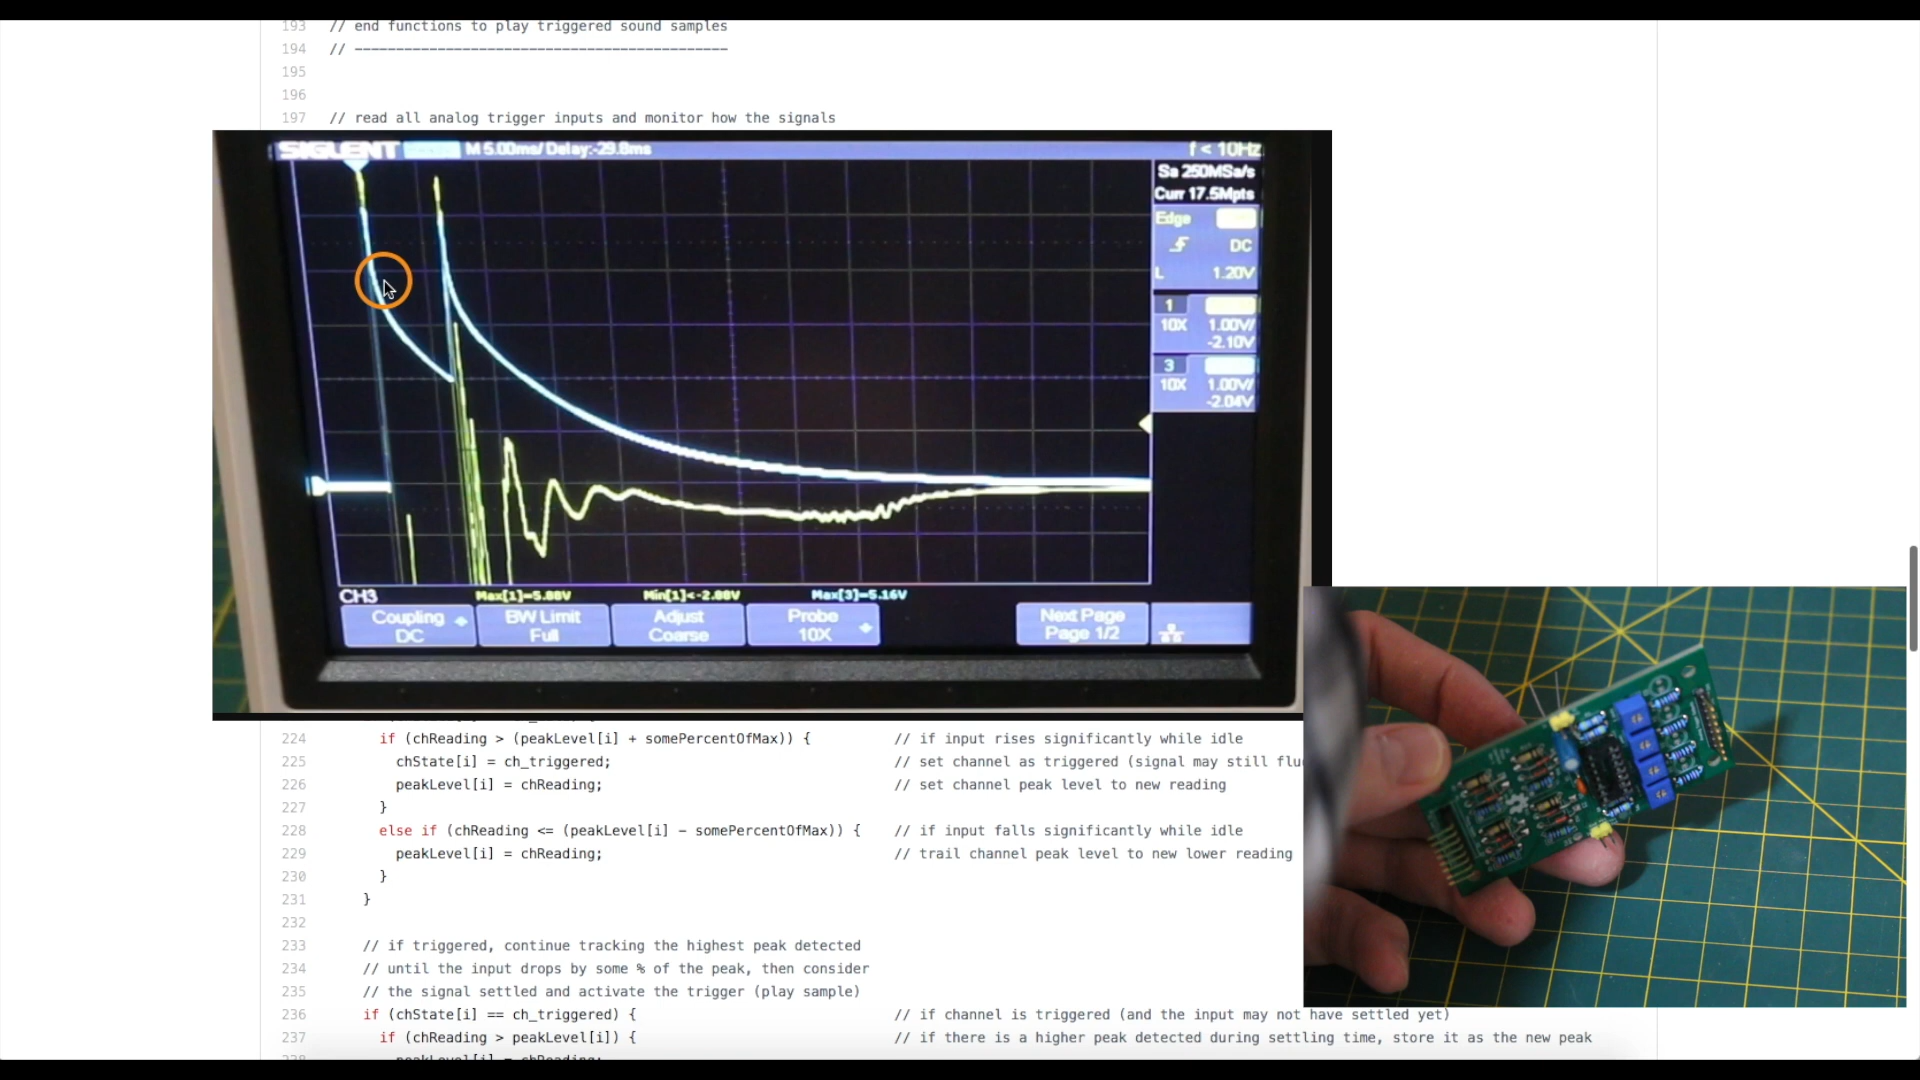 193 // end functions to play triggered sound samples
194 // ---------------------------------------------
195
196
197 // read all analog trigger inputs and monitor how the signals
SIGLENT M 5.00ms/ Delay:-29.8ms f < 10Hz
Sa 250MSa/s
Curr 17.5Mpts
Edge
DC
L 1.20V
1
10X 1.00V/
-2.10V
3
10X 1.00V/
-2.04V
CH3 Max[1]=5.88V Min[1]<-2.88V Max[3]=5.16V
Coupling BW Limit Adjust Probe Next Page
DC Full Coarse 10X Page 1/2
224 if (chReading > (peakLevel[i] + somePercentOfMax)) { // if input rises significantly while idle
225 chState[i] = ch_triggered; // set channel as triggered (signal may still flu
226 peakLevel[i] = chReading; // set channel peak level to new reading
227 }
228 else if (chReading <= (peakLevel[i] - somePercentOfMax)) { // if input falls significantly while idle
229 peakLevel[i] = chReading; // trail channel peak level to new lower reading
230 }
231 }
232
233 // if triggered, continue tracking the highest peak detected
234 // until the input drops by some % of the peak, then consider
235 // the signal settled and activate the trigger (play sample)
236 if (chState[i] == ch_triggered) { // if channel is triggered (and the input may not have settled yet)
237 if (chReading > peakLevel[i]) { // if there is a higher peak detected during settling time, store it as the new peak